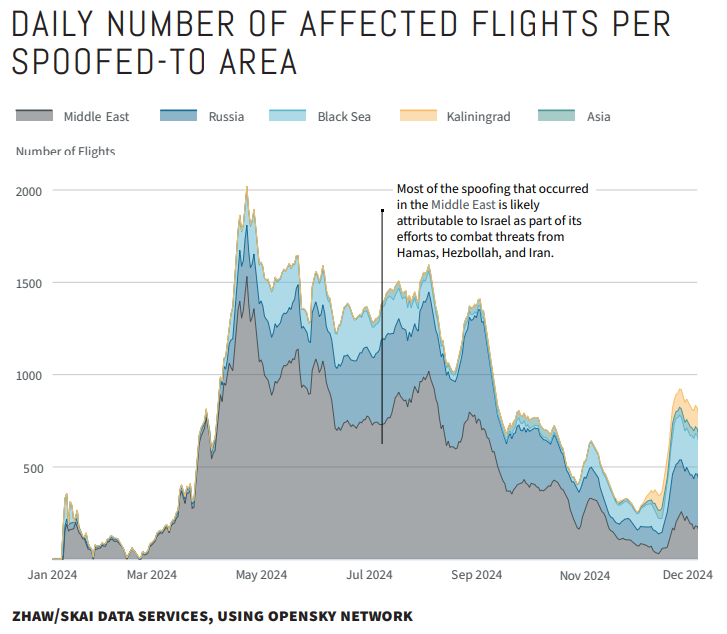 DAILY NUMBER OF AFFECTED FLIGHTS PER
SPOOFED-TO AREA
Middle East Russia Black Sea Kaliningrad Asia
Number of Flights
Most of the spoofing that occurred
in the Middle East is likely
attributable to Israel as part of its
efforts to combat threats from
Hamas, Hezbollah, and Iran.
2000
1500
1000
500
Jan 2024 Mar 2024 May 2024 Jul 2024 Sep 2024 Nov 2024 Dec 2024
ZHAW/SKAI DATA SERVICES, USING OPENSKY NETWORK